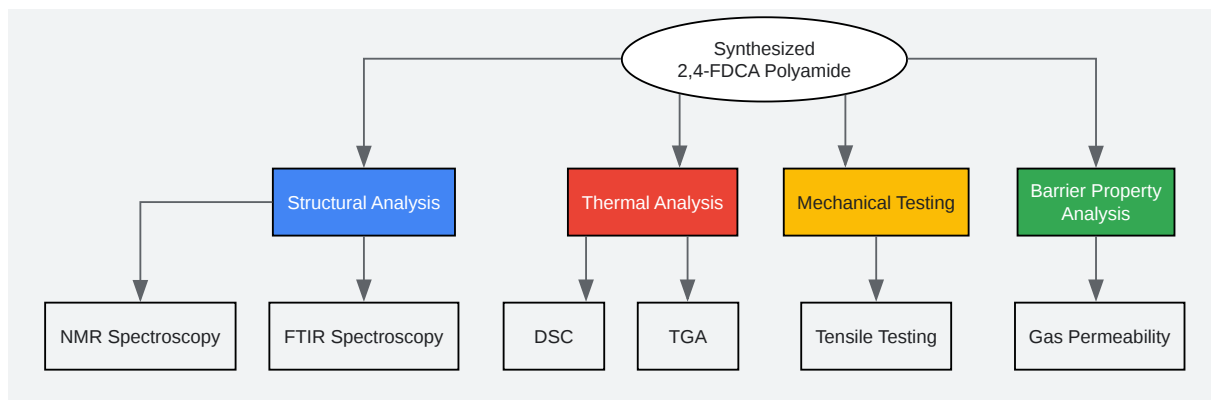 Synthesized
2,4-FDCA Polyamide
Structural Analysis
Thermal Analysis
Mechanical Testing
Barrier Property
Analysis
NMR Spectroscopy
FTIR Spectroscopy
DSC
TGA
Tensile Testing
Gas Permeability